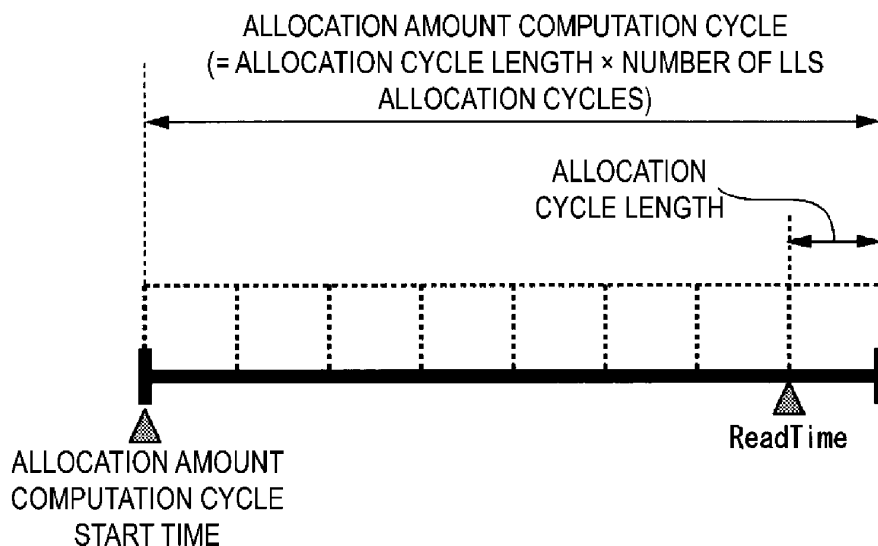 ALLOCATION AMOUNT COMPUTATION CYCLE
(= ALLOCATION CYCLE LENGTH × NUMBER OF LLS
ALLOCATION CYCLES)
ALLOCATION
CYCLE LENGTH
ReadTime
ALLOCATION AMOUNT
COMPUTATION CYCLE
START TIME